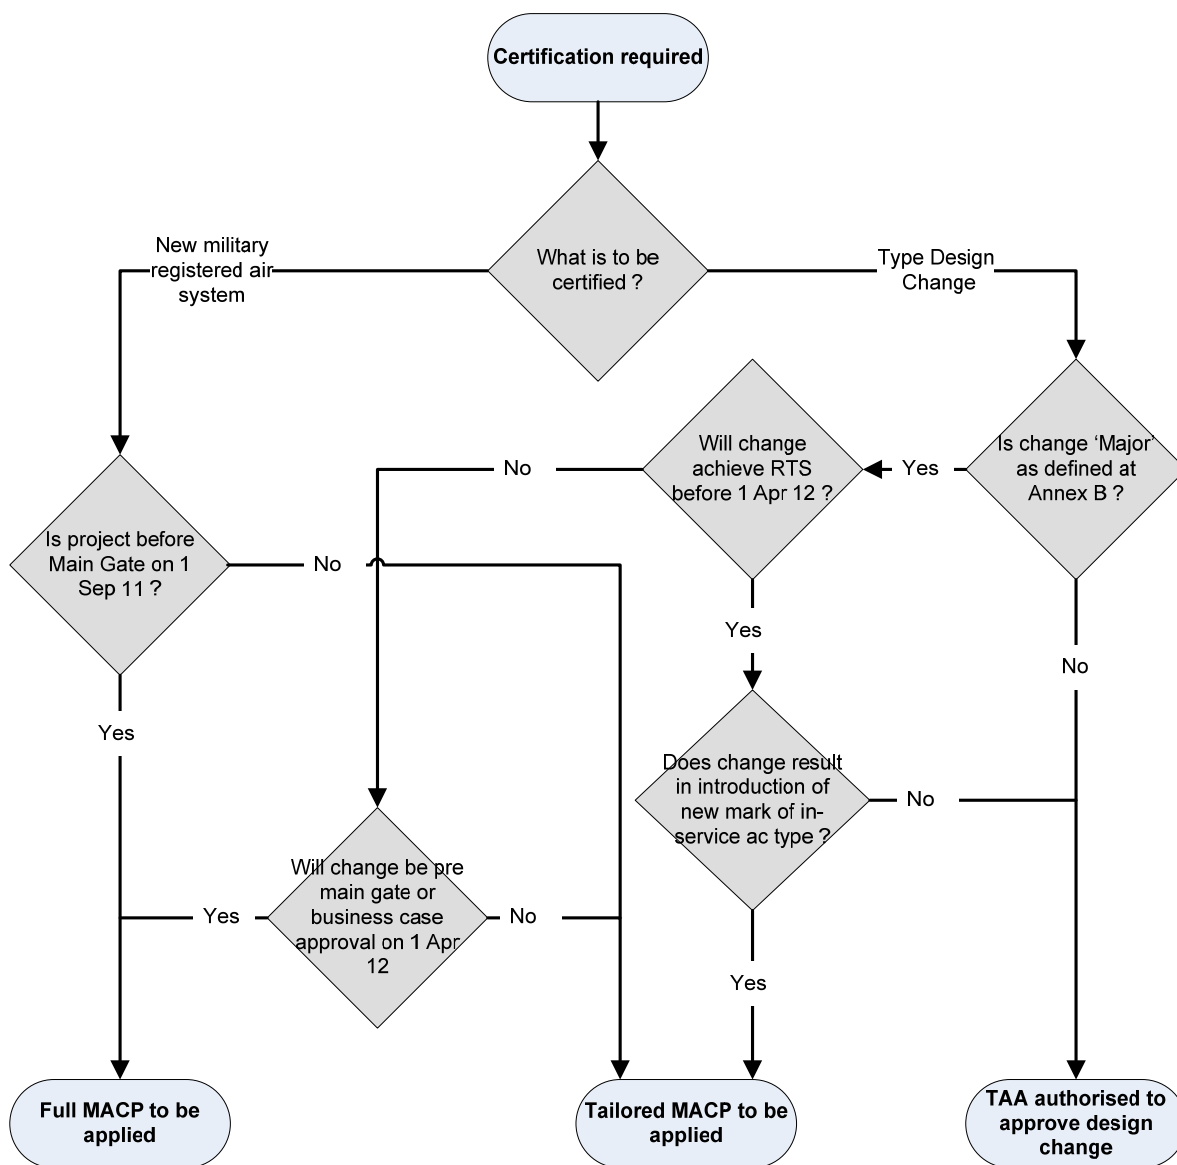 Certification required
What is to be
certified ?
New military
registered air
system
Type Design
Change
Is change ‘Major’
as defined at
Annex B ?
Yes
Will change
achieve RTS
before 1 Apr 12 ?
No
Is project before
Main Gate on 1
Sep 11 ?
No
Yes
No
Yes
Does change result
in introduction of
new mark of in-
service ac type ?
No
Will change be pre
main gate or
business case
approval on 1 Apr
12
Yes
No
Yes
Full MACP to be
applied
Tailored MACP to be
applied
TAA authorised to
approve design
change